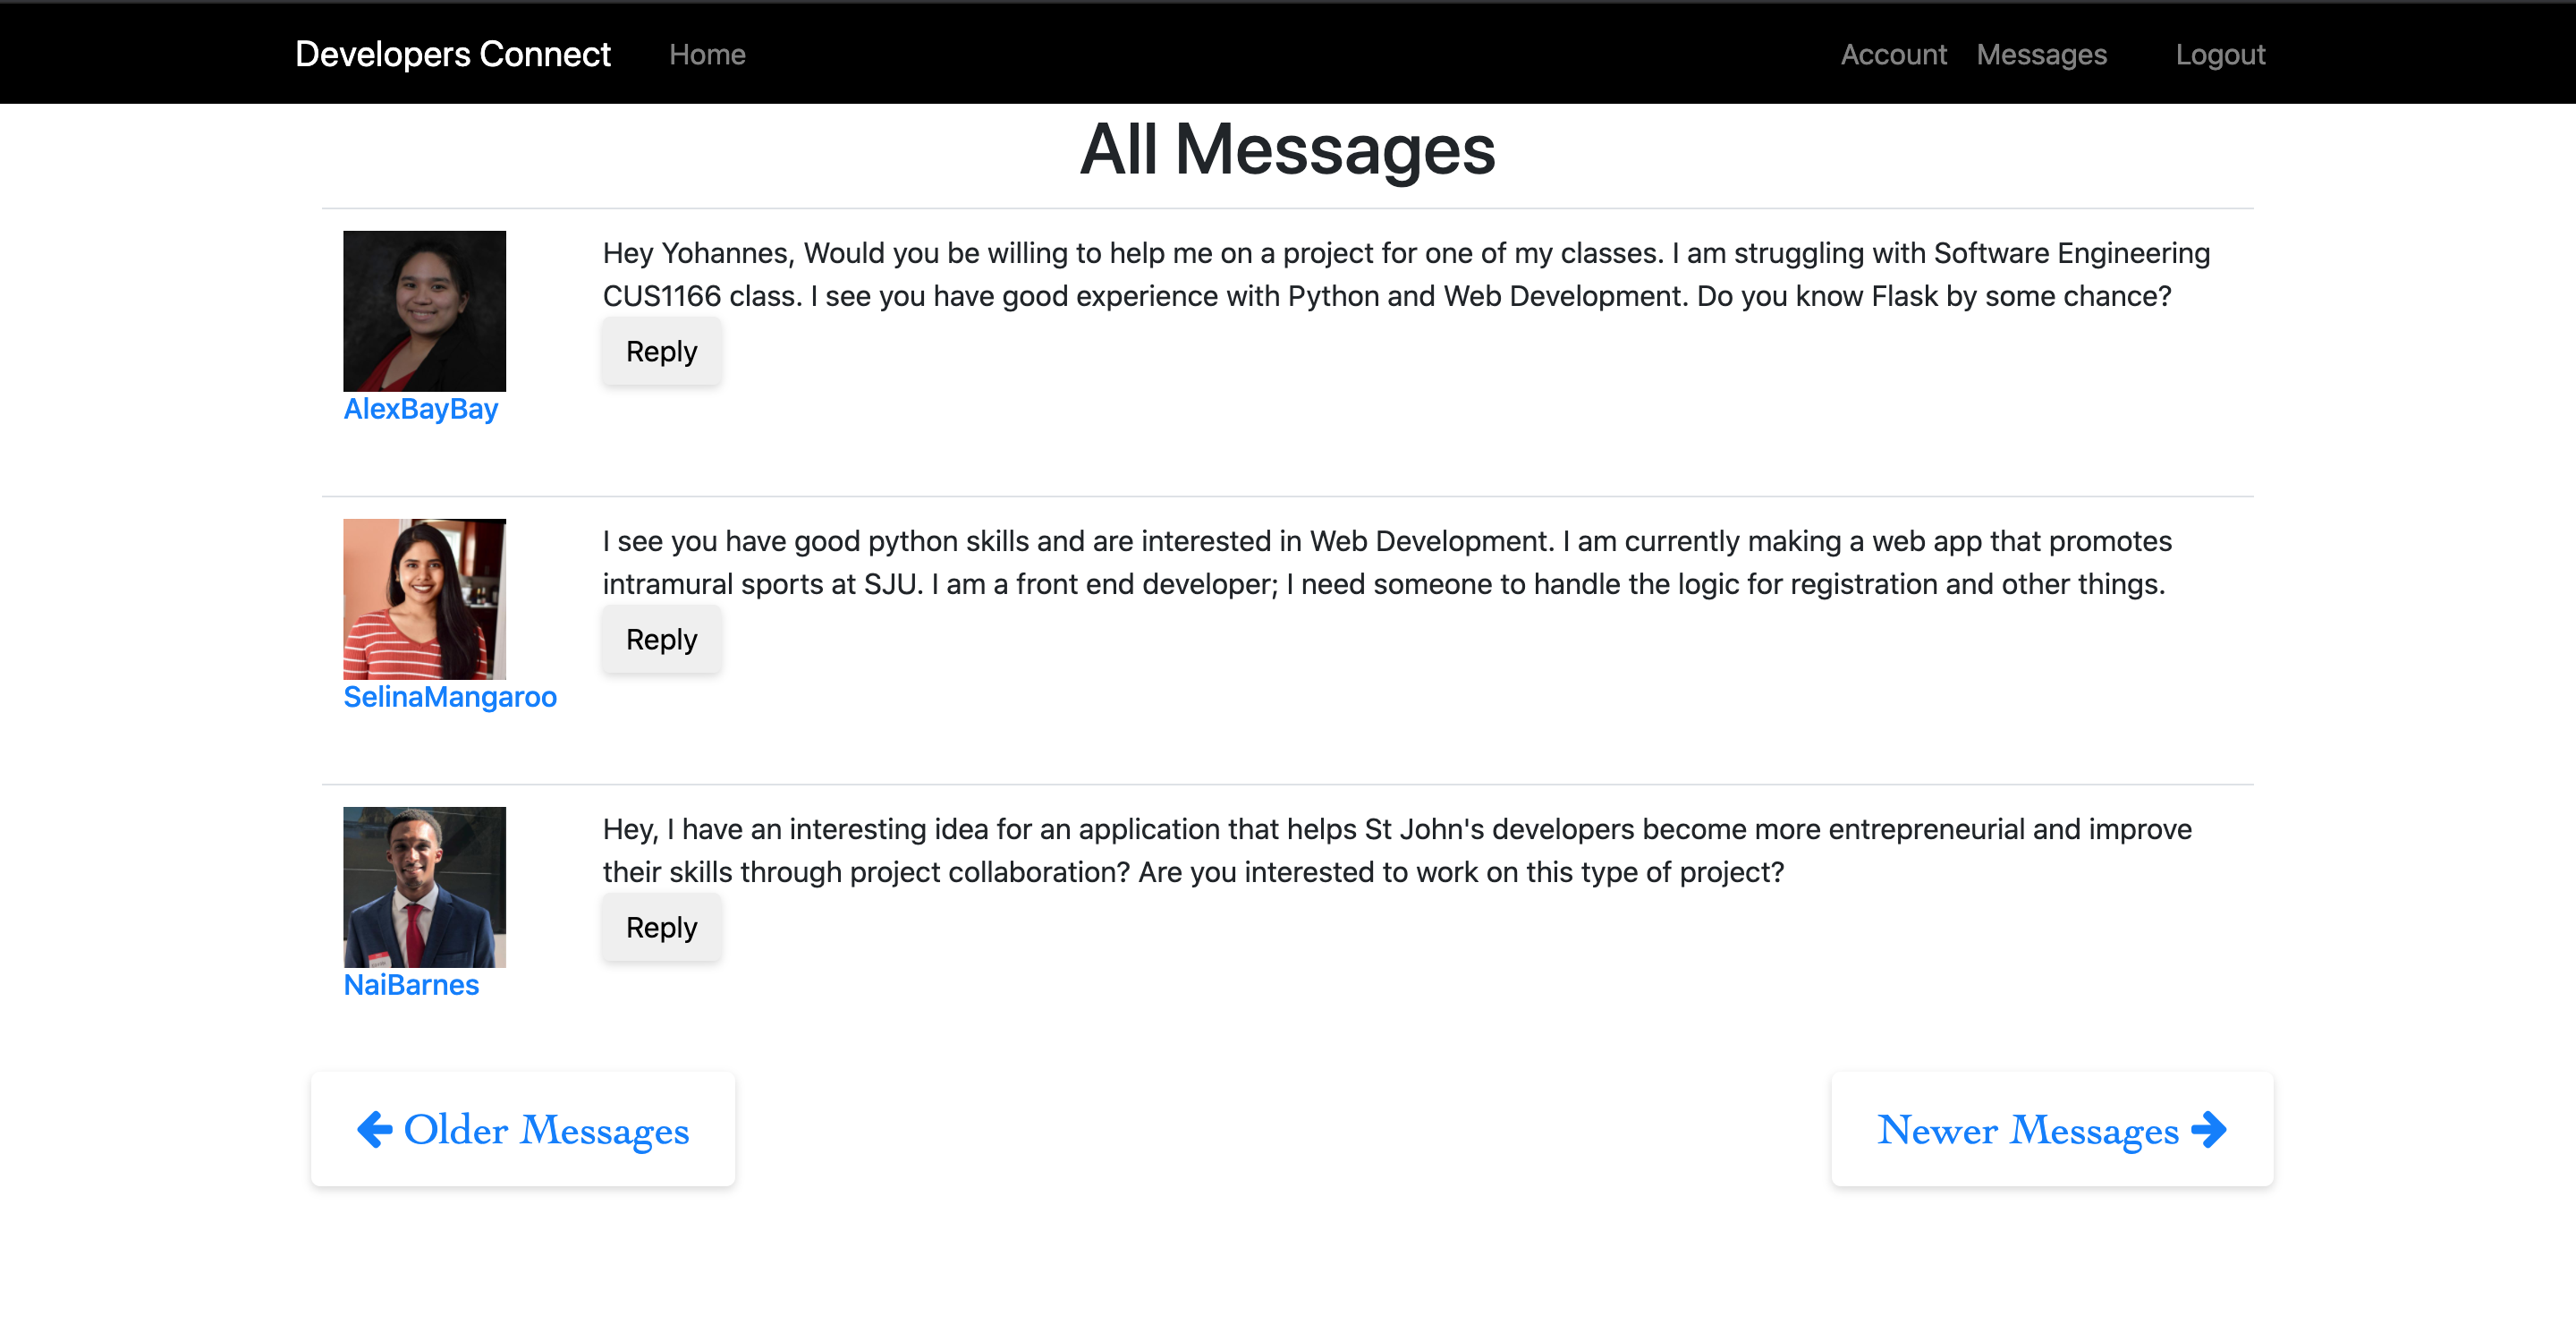 Developers Connect Home Account Messages Logout
All Messages
Hey Yohannes, Would you be willing to help me on a project for one of my classes. I am struggling with Software Engineering
CUS1166 class. I see you have good experience with Python and Web Development. Do you know Flask by some chance?
Reply
AlexBayBay
I see you have good python skills and are interested in Web Development. I am currently making a web app that promotes
intramural sports at SJU. I am a front end developer; I need someone to handle the logic for registration and other things.
Reply
SelinaMangaroo
Hey, I have an interesting idea for an application that helps St John's developers become more entrepreneurial and improve
their skills through project collaboration? Are you interested to work on this type of project?
Reply
NaiBarnes
Older Messages
Newer Messages